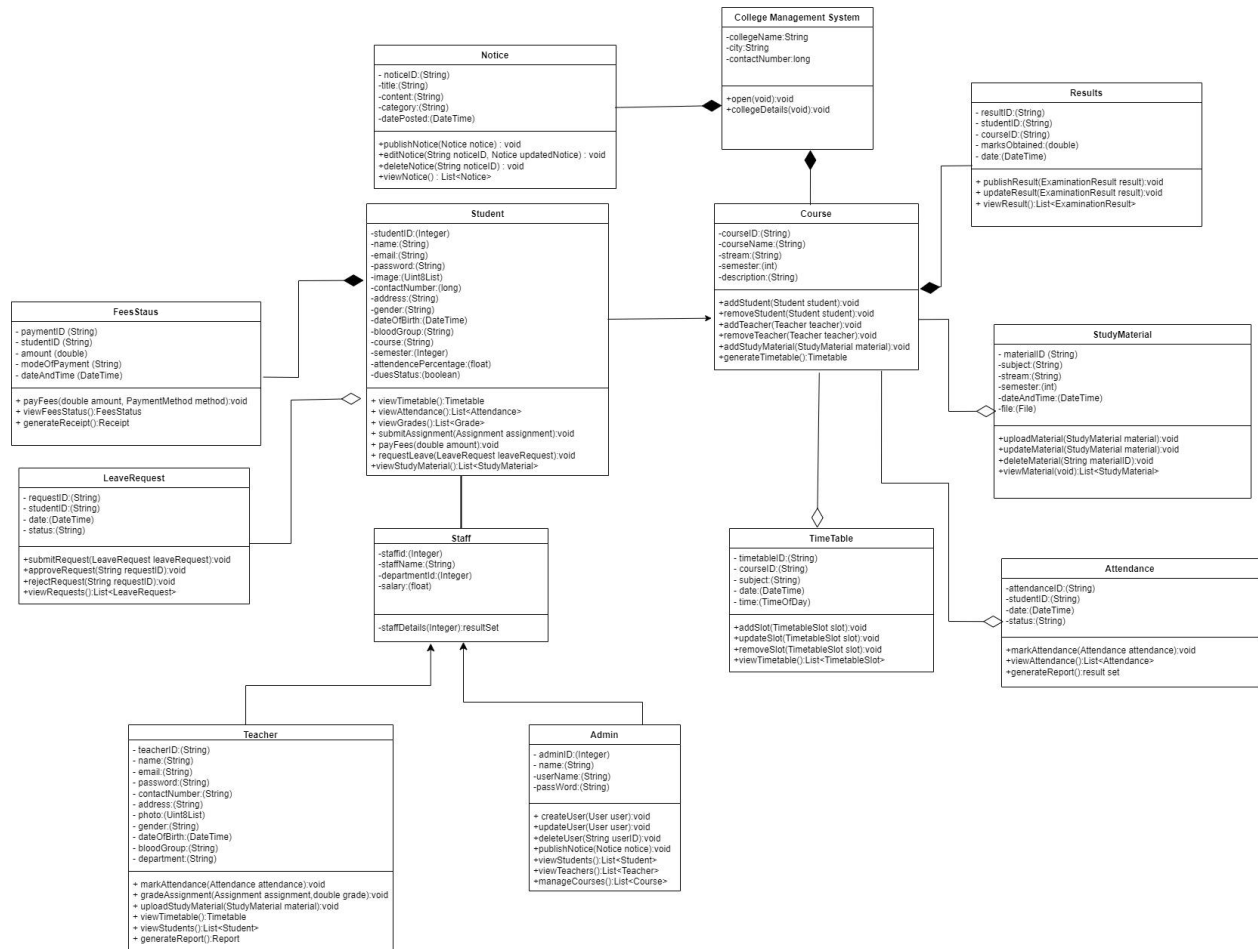 College Management System
-collegeName:String
-city:String
-contactNumber:long
+open(void):void
+collegeDetails(void):void
Notice
- noticeID:(String)
-title:(String)
-content:(String)
-category:(String)
-datePosted:(DateTime)
+publishNotice(Notice notice) : void
+editNotice(String noticeID, Notice updatedNotice) : void
+deleteNotice(String noticeID) : void
+viewNotice() : List<Notice>
Results
- resultID:(String)
- studentID:(String)
- courseID:(String)
- marksObtained:(double)
- date:(DateTime)
+ publishResult(ExaminationResult result):void
+ updateResult(ExaminationResult result):void
+ viewResult():List<ExaminationResult>
Student
-studentID:(Integer)
-name:(String)
-email:(String)
-password:(String)
-image:(Uint8List)
-contactNumber:(long)
-address:(String)
-gender:(String)
-dateOfBirth:(DateTime)
-bloodGroup:(String)
-course:(String)
-semester:(Integer)
-attendencePercentage:(float)
-duesStatus:(boolean)
+ viewTimetable():Timetable
+ viewAttendance():List<Attendance>
+ viewGrades():List<Grade>
+ submitAssignment(Assignment assignment):void
+ payFees(double amount):void
+ requestLeave(LeaveRequest leaveRequest):void
+viewStudyMaterial():List<StudyMaterial>
Course
-courseID:(String)
-courseName:(String)
-stream:(String)
-semester:(int)
-description:(String)
+addStudent(Student student):void
+removeStudent(Student student):void
+addTeacher(Teacher teacher):void
+removeTeacher(Teacher teacher):void
+addStudyMaterial(StudyMaterial material):void
+generateTimetable():Timetable
FeesStaus
- paymentID (String)
- studentID (String)
- amount (double)
- modeOfPayment (String)
- dateAndTime (DateTime)
+ payFees(double amount, PaymentMethod method):void
+ viewFeesStatus():FeesStatus
+ generateReceipt():Receipt
StudyMaterial
- materialID (String)
-subject:(String)
-stream:(String)
-semester:(int)
-dateAndTime:(DateTime)
-file:(File)
+uploadMaterial(StudyMaterial material):void
+updateMaterial(StudyMaterial material):void
+deleteMaterial(String materialID):void
+viewMaterial(void):List<StudyMaterial>
LeaveRequest
- requestID:(String)
- studentID:(String)
- date:(DateTime)
- status:(String)
+submitRequest(LeaveRequest leaveRequest):void
+approveRequest(String requestID):void
+rejectRequest(String requestID):void
+viewRequests():List<LeaveRequest>
Staff
-staffid:(Integer)
-staffName:(String)
-departmentId:(Integer)
-salary:(float)
-staffDetails(Integer):resultSet
TimeTable
- timetableID:(String)
- courseID:(String)
- subject:(String)
- date:(DateTime)
- time:(TimeOfDay)
+addSlot(TimetableSlot slot):void
+updateSlot(TimetableSlot slot):void
+removeSlot(TimetableSlot slot):void
+viewTimetable():List<TimetableSlot>
Attendance
-attendanceID:(String)
-studentID:(String)
-date:(DateTime)
-status:(String)
+markAttendance(Attendance attendance):void
+viewAttendance():List<Attendance>
+generateReport():result set
Teacher
- teacherID:(String)
- name:(String)
- email:(String)
- password:(String)
- contactNumber:(String)
- address:(String)
- photo:(Uint8List)
- gender:(String)
- dateOfBirth:(DateTime)
- bloodGroup:(String)
- department:(String)
+ markAttendance(Attendance attendance):void
+ gradeAssignment(Assignment assignment,double grade):void
+ uploadStudyMaterial(StudyMaterial material):void
+ viewTimetable():Timetable
+ viewStudents():List<Student>
+ generateReport():Report
Admin
- adminID:(Integer)
- name:(String)
-userName:(String)
-passWord:(String)
+ createUser(User user):void
+updateUser(User user):void
+deleteUser(String userID):void
+publishNotice(Notice notice):void
+viewStudents():List<Student>
+viewTeachers():List<Teacher>
+manageCourses():List<Course>